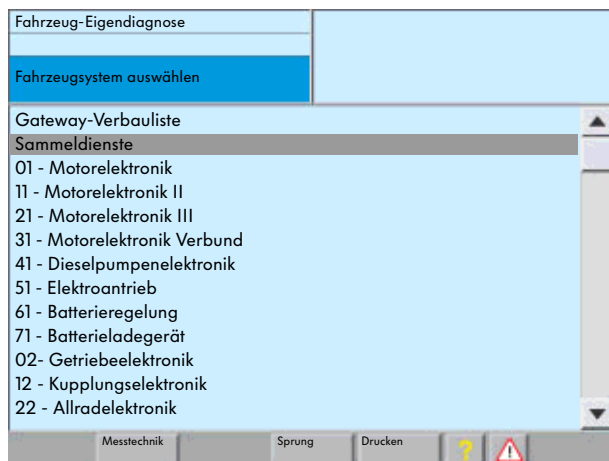 Fahrzeug-Eigendiagnose
Fahrzeugsystem auswählen
Gateway-Verbauliste
Sammeldienste
01 - Motorelektronik
11 - Motorelektronik II
21 - Motorelektronik III
31 - Motorelektronik Verbund
41 - Dieselpumpenelektronik
51 - Elektroantrieb
61 - Batterieregelung
71 - Batterieladegerät
02- Getriebeelektronik
12 - Kupplungselektronik
22 - Allradelektronik
Messtechnik Sprung Drucken ?